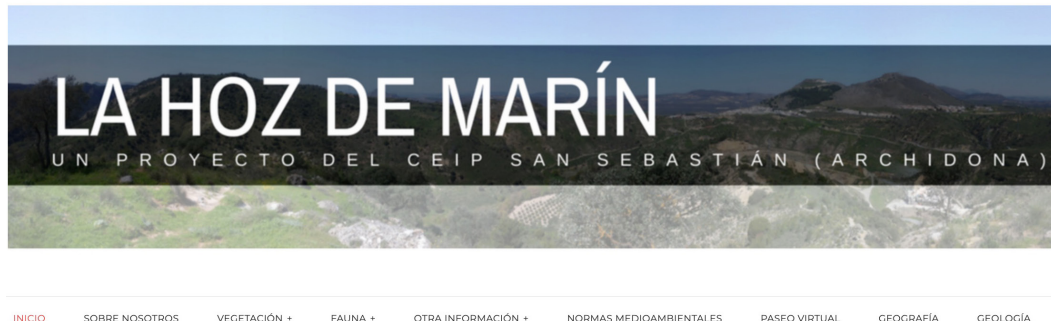 LA HOZ DE MARÍN
UN PROYECTO DEL CEIP SAN SEBASTIÁN (ARCHIDONA)
INICIO SOBRE NOSOTROS VEGETACIÓN + FAUNA + OTRA INFORMACIÓN + NORMAS MEDIOAMBIENTALES PASEO VIRTUAL GEOGRAFÍA GEOLOGÍA